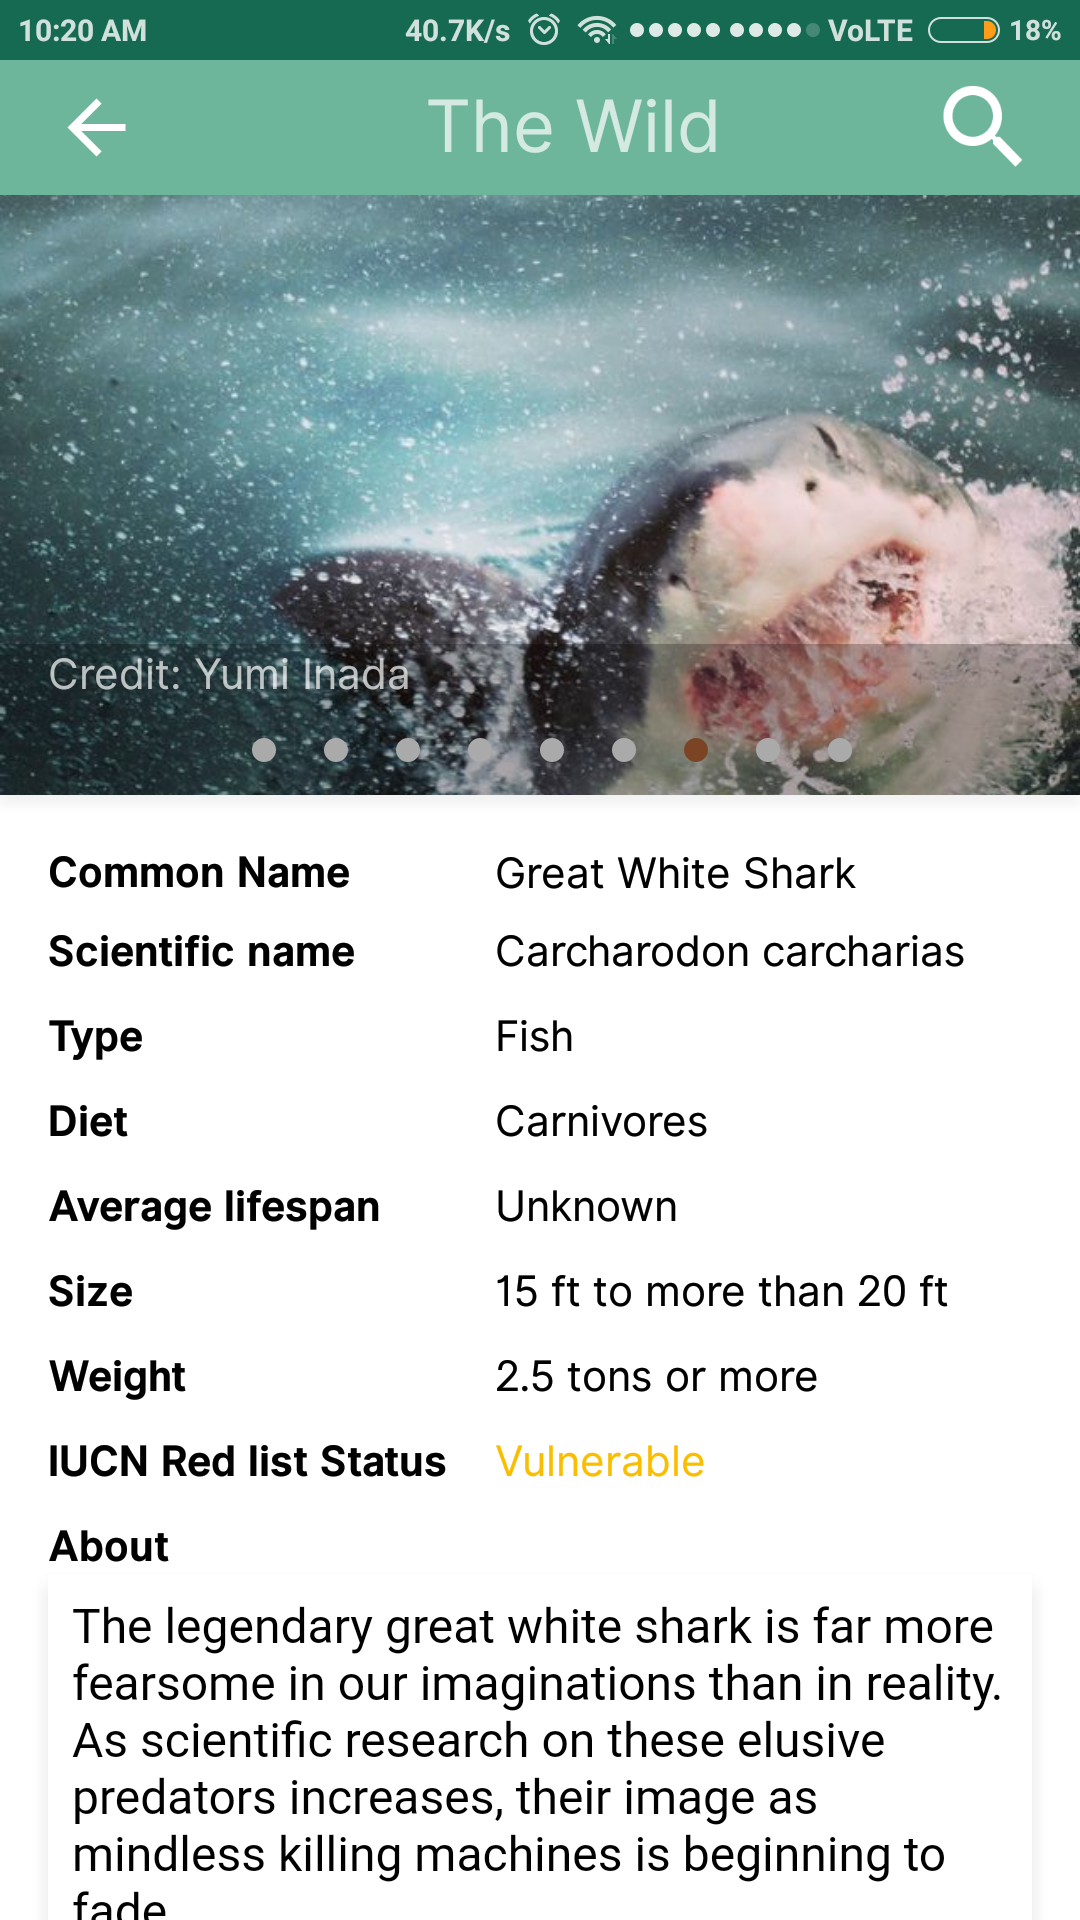 10:20 AM 40.7K/s VoLTE 18%
The Wild
Credit: Yumi Inada
Common Name Great White Shark
Scientific name Carcharodon carcharias
Type Fish
Diet Carnivores
Average lifespan Unknown
Size 15 ft to more than 20 ft
Weight 2.5 tons or more
IUCN Red list Status Vulnerable
About
The legendary great white shark is far more
fearsome in our imaginations than in reality.
As scientific research on these elusive
predators increases, their image as
mindless killing machines is beginning to
fade